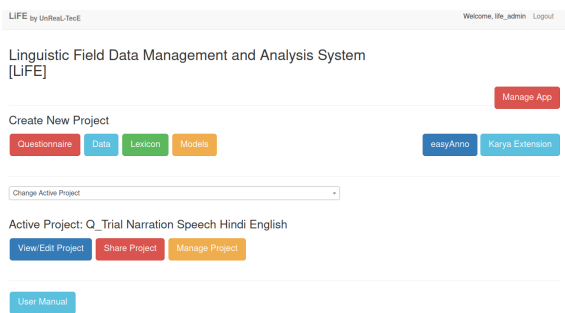 LiFE by UnReaL-TecE Welcome, life_admin Logout
Linguistic Field Data Management and Analysis System
[LiFE]
Manage App
Create New Project
Questionnaire Data Lexicon Models easyAnno Karya Extension
Change Active Project
Active Project: Q_Trial Narration Speech Hindi English
View/Edit Project Share Project Manage Project
User Manual